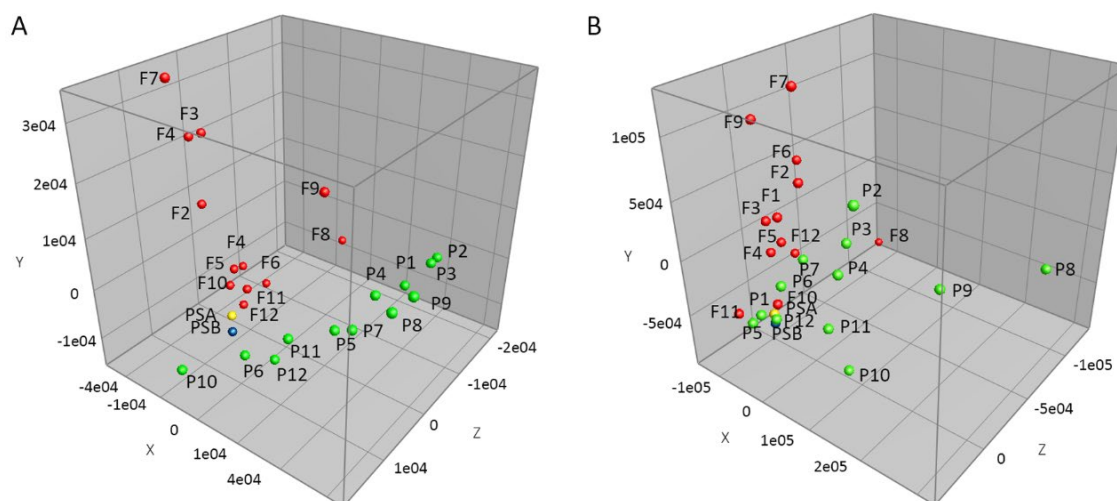 A
F7
F3
F4
3e04
F2
2e04
F9
F8
F4
F5
F6
P2
P1
P3
P4
1e04
Y
F10
F11
P9
0
PSA
F12
P8
PSB
P7
P5
-1e04
P11
P6
P12
P10
-2e04
-1e04
-4e04
-1e04
0
Z
0
X
1e04
1e04
4e04
B
F7
F9
1e05
F6
F2
P2
F1
F3
5e04
P3
F5
F12
F8
F4
P7
P4
P8
Y
0
P6
P9
P1
F10
F11
PSA
P12
P11
P5
PSB
-5e04
P10
-1e05
-1e05
-5e04
0
X
1e05
0
Z
2e05